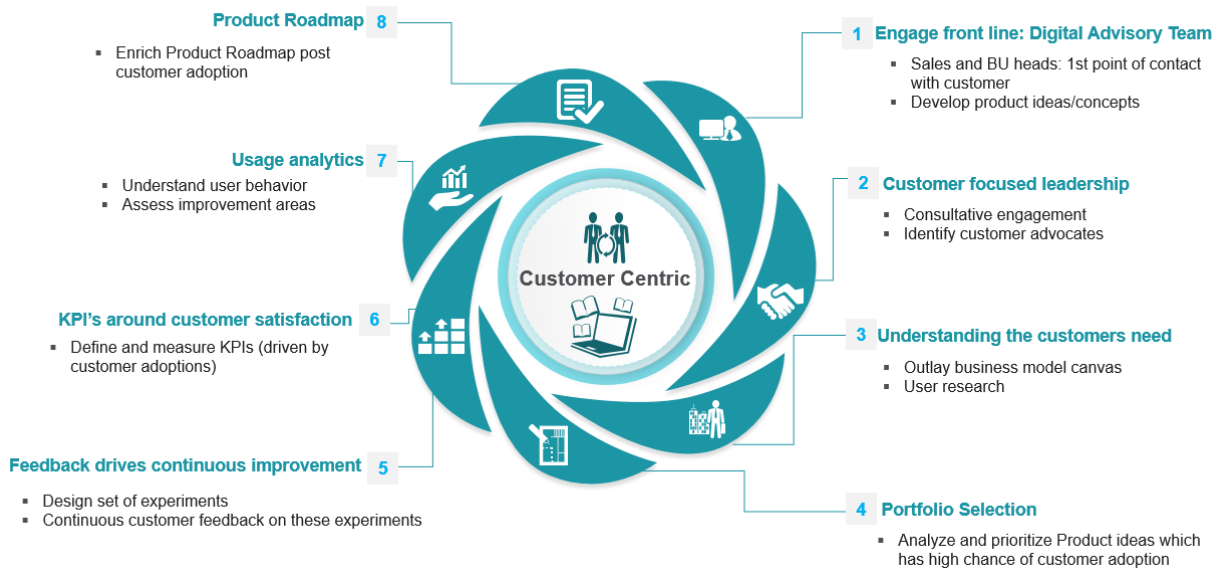 Product Roadmap 8
▪ Enrich Product Roadmap post
customer adoption
1 Engage front line: Digital Advisory Team
▪ Sales and BU heads: 1st point of contact
with customer
▪ Develop product ideas/concepts
Usage analytics 7
▪ Understand user behavior
▪ Assess improvement areas
2 Customer focused leadership
▪ Consultative engagement
▪ Identify customer advocates
Customer Centric
KPI's around customer satisfaction 6
▪ Define and measure KPIs (driven by
customer adoptions)
3 Understanding the customers need
▪ Outlay business model canvas
▪ User research
Feedback drives continuous improvement 5
▪ Design set of experiments
▪ Continuous customer feedback on these experiments
4 Portfolio Selection
▪ Analyze and prioritize Product ideas which
has high chance of customer adoption